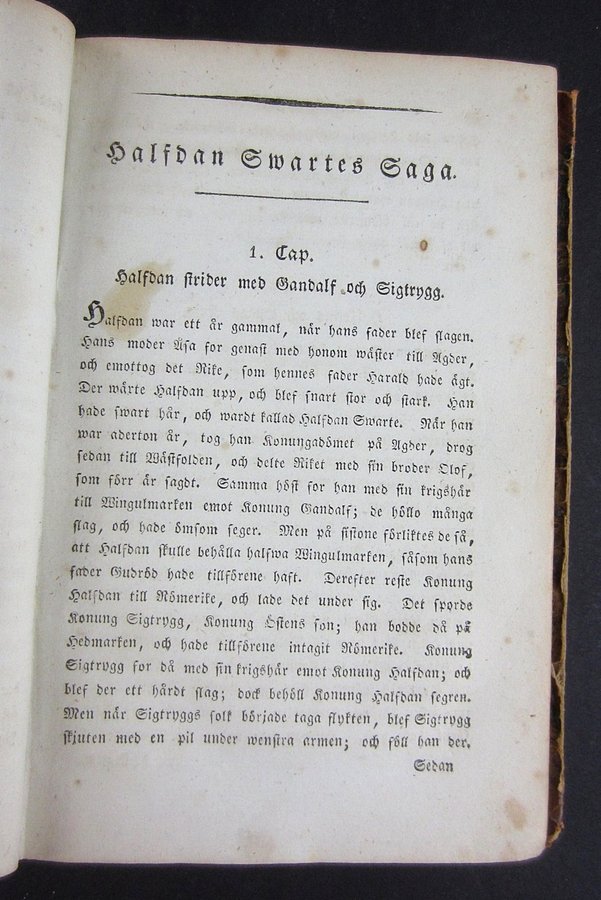 Halfdan Swartes Saga.
1. Cap.
Halfdan strider med Gandalf och Sigtrygg.
Halfdan war ett år gammal, när hans fader blef slagen.
Hans moder Åsa for genast med honom wäster till Agder,
och emottog det Rike, som hennes fader Harald hade ägt.
Der wärte Halfdan upp, och blef snart stor och stark. Han
hade swart hår, och wardt kallad Halfdan Swarte. När han
war aderton år, tog han Konungadömet på Agder, drog
sedan till Wästfolden, och delte Riket med sin broder Olof,
som förr är sagdt. Samma höst for han med sin krigshär
till Wingulmarken emot Konung Gandalf; de höllo många
slag, och hade ömsom seger. Men på sistone förliktes de så,
att Halfdan skulle behålla halfwa Wingulmarken, såsom hans
fader Gudröd hade tillförene haft. Derefter reste Konung
Halfdan till Römerike, och lade det under sig. Det sporde
Konung Sigtrygg, Konung Östens son; han bodde då på
Hedmarken, och hade tillförene intagit Römerike. Konung
Sigtrygg for då med sin krigshär emot Konung Halfdan; och
blef der ett hårdt slag; dock behöll Konung Halfdan segren.
Men när Sigtryggs folk började taga flykten, blef Sigtrygg
skjuten med en pil under wenstra armen; och föll han der.
Sedan